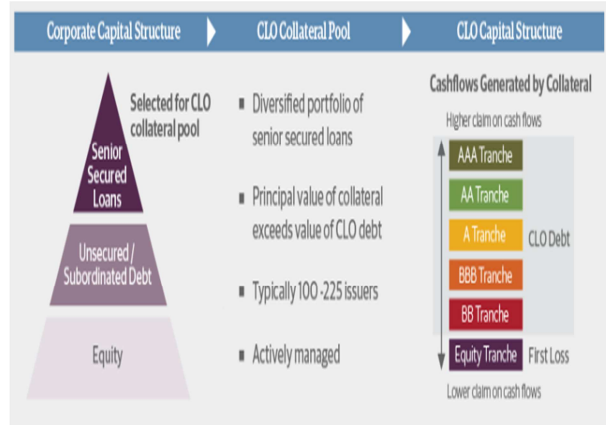 Corporate Capital Structure
CLO Collateral Pool
CLO Capital Structure
Selected for CLO
collateral pool
Senior
Secured
Loans
Unsecured /
Subordinated Debt
Equity
■ Diversified portfolio of
senior secured loans
■ Principal value of collateral
exceeds value of CLO debt
■ Typically 100 -225 issuers
■ Actively managed
Cashflows Generated by Collateral
Higher claim on cash flows
AAA Tranche
AA Tranche
A Tranche
CLO Debt
BBB Tranche
BB Tranche
Equity Tranche
First Loss
Lower claim on cash flows